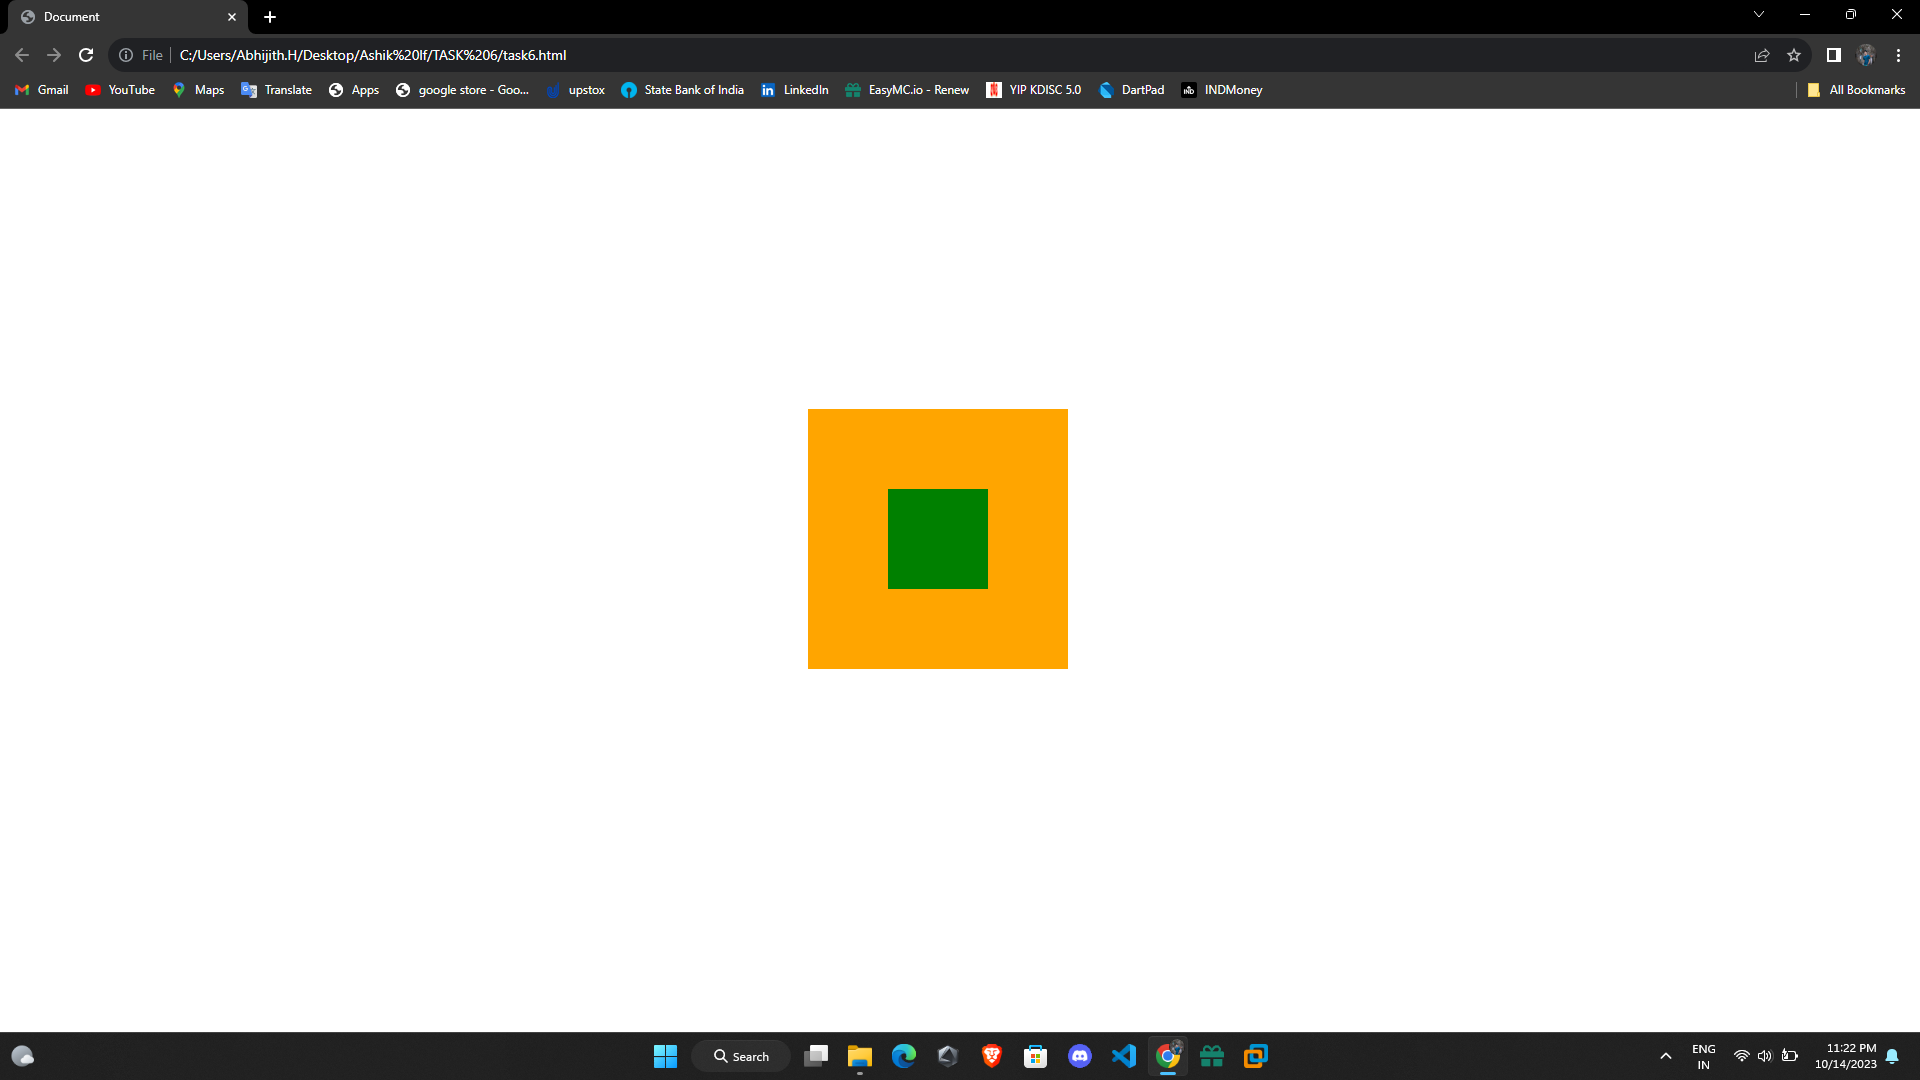 Document
File C:/Users/Abhijith.H/Desktop/Ashik%20If/TASK%206/task6.html
Gmail YouTube Maps Translate Apps google store - Goo... upstox State Bank of India LinkedIn EasyMC.io - Renew YIP KDISC 5.0 DartPad INDMoney All Bookmarks
Search
ENG
IN
11:22 PM
10/14/2023